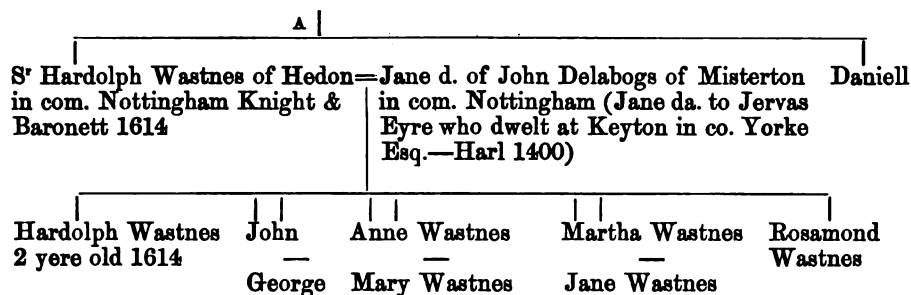 A
Sʳ Hardolph Wastnes of Hedon=Jane d. of John Delabogs of Misterton Daniell
in com. Nottingham Knight & in com. Nottingham (Jane da. to Jervas
Baronett 1614 Eyre who dwelt at Keyton in co. Yorke
Esq.—Harl 1400)
Hardolph Wastnes John Anne Wastnes Martha Wastnes Rosamond
2 yere old 1614 — — — Wastnes
George Mary Wastnes Jane Wastnes